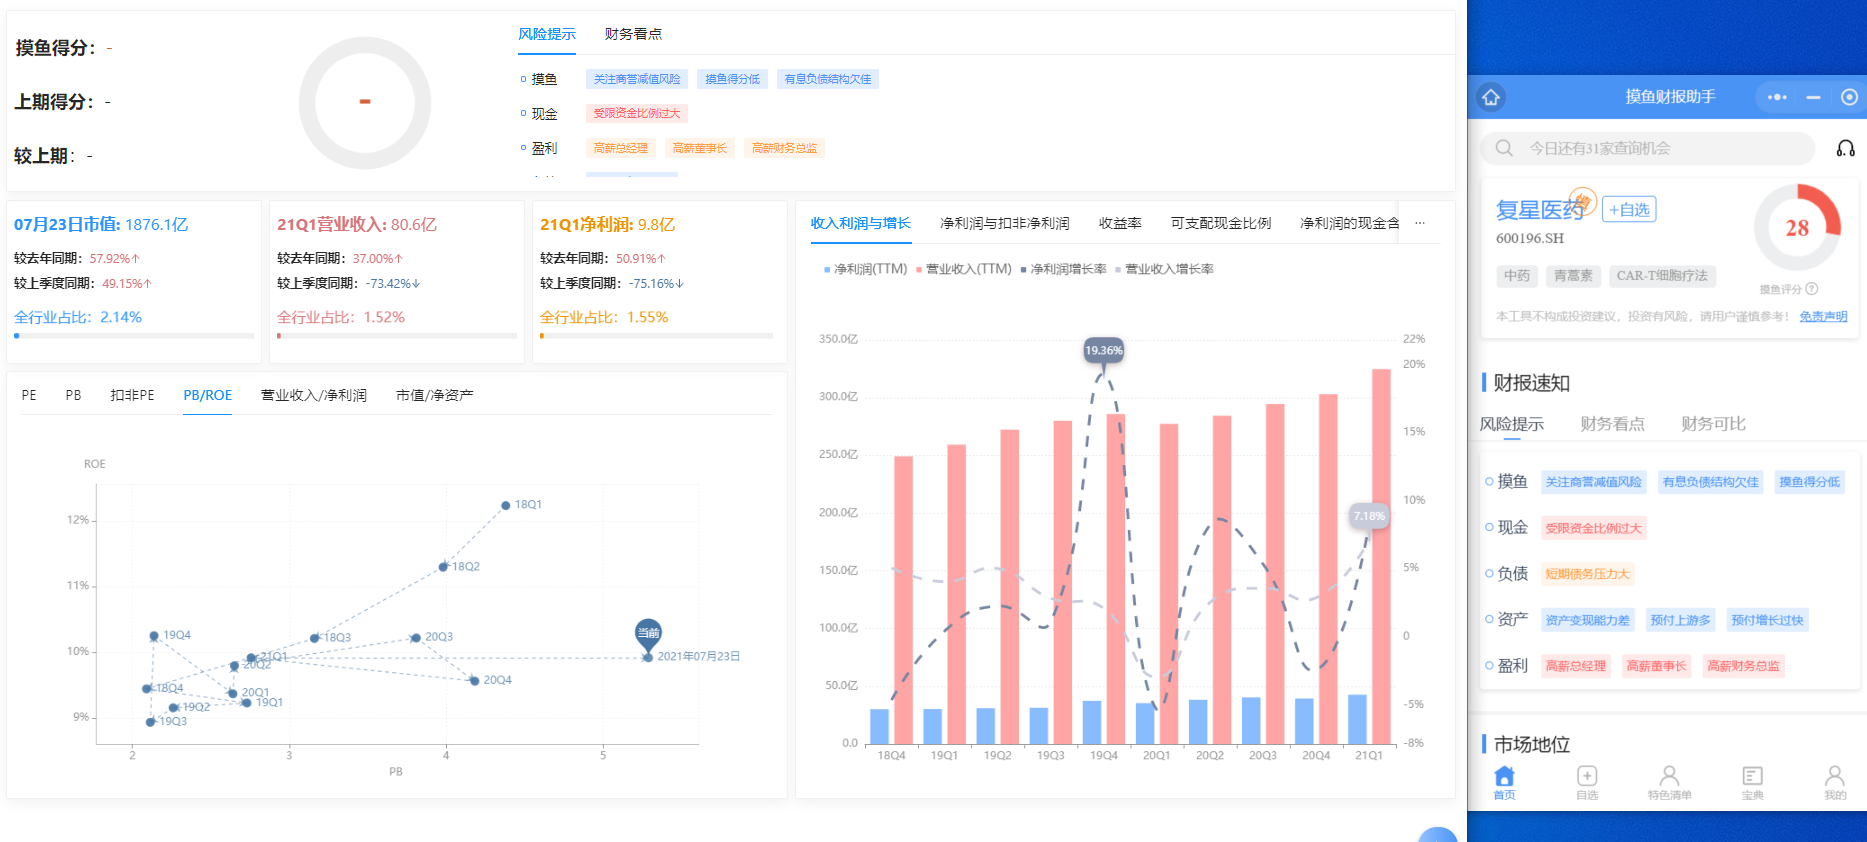 摸鱼得分：-
上期得分：-
较上期：-
-
风险提示 财务看点
摸鱼 关注商誉减值风险 摸鱼得分低 有息负债结构欠佳
现金 受限资金比例过大
盈利 高薪总经理 高薪董事长 高薪财务总监
07月23日市值: 1876.1亿
较去年同期：57.92%↑
较上季度同期：49.15%↑
全行业占比：2.14%
21Q1营业收入: 80.6亿
较去年同期：37.00%↑
较上季度同期：-73.42%↓
全行业占比：1.52%
21Q1净利润: 9.8亿
较去年同期：50.91%↑
较上季度同期：-75.16%↓
全行业占比：1.55%
PE PB 扣非PE PB/ROE 营业收入/净利润 市值/净资产
ROE
12%
11%
10%
9%
2 3 4 5
PB
18Q1
18Q2
18Q3
20Q3
19Q4
当前
2021年07月23日
21Q1
20Q2
20Q4
18Q4
20Q1
19Q1
19Q2
19Q3
收入利润与增长 净利润与扣非净利润 收益率 可支配现金比例 净利润的现金含 ...
净利润(TTM) 营业收入(TTM) 净利润增长率 营业收入增长率
350.0亿
300.0亿
250.0亿
200.0亿
150.0亿
100.0亿
50.0亿
0.0
22%
20%
15%
10%
5%
0
-5%
-8%
19.36%
7.18%
18Q4 19Q1 19Q2 19Q3 19Q4 20Q1 20Q2 20Q3 20Q4 21Q1
摸鱼财报助手
今日还有31家查询机会
复星医药 +自选
600196.SH
28
中药 青蒿素 CAR-T细胞疗法
摸鱼评分?
本工具不构成投资建议，投资有风险，请用户谨慎参考！ 免责声明
财报速知
风险提示 财务看点 财务可比
摸鱼 关注商誉减值风险 有息负债结构欠佳 摸鱼得分低
现金 受限资金比例过大
负债 短期债务压力大
资产 资产变现能力差 预付上游多 预付增长过快
盈利 高薪总经理 高薪董事长 高薪财务总监
市场地位
首页 自选 特色清单 宝典 我的